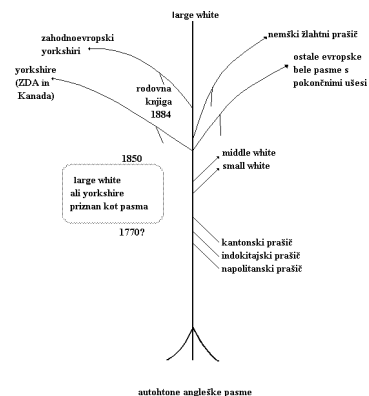 large white
zahodnoevropski
yorkshiri
nemški žlahtni prašič
yorkshire
(ZDA in
Kanada)
ostale evropske
bele pasme s
pokončnimi ušesi
rodovna
knjiga
1884
1850
middle white
small white
large white
ali yorkshire
priznan kot pasma
1770?
kantonski prašič
indokitajski prašič
napolitanski prašič
avtohtone angleške pasme